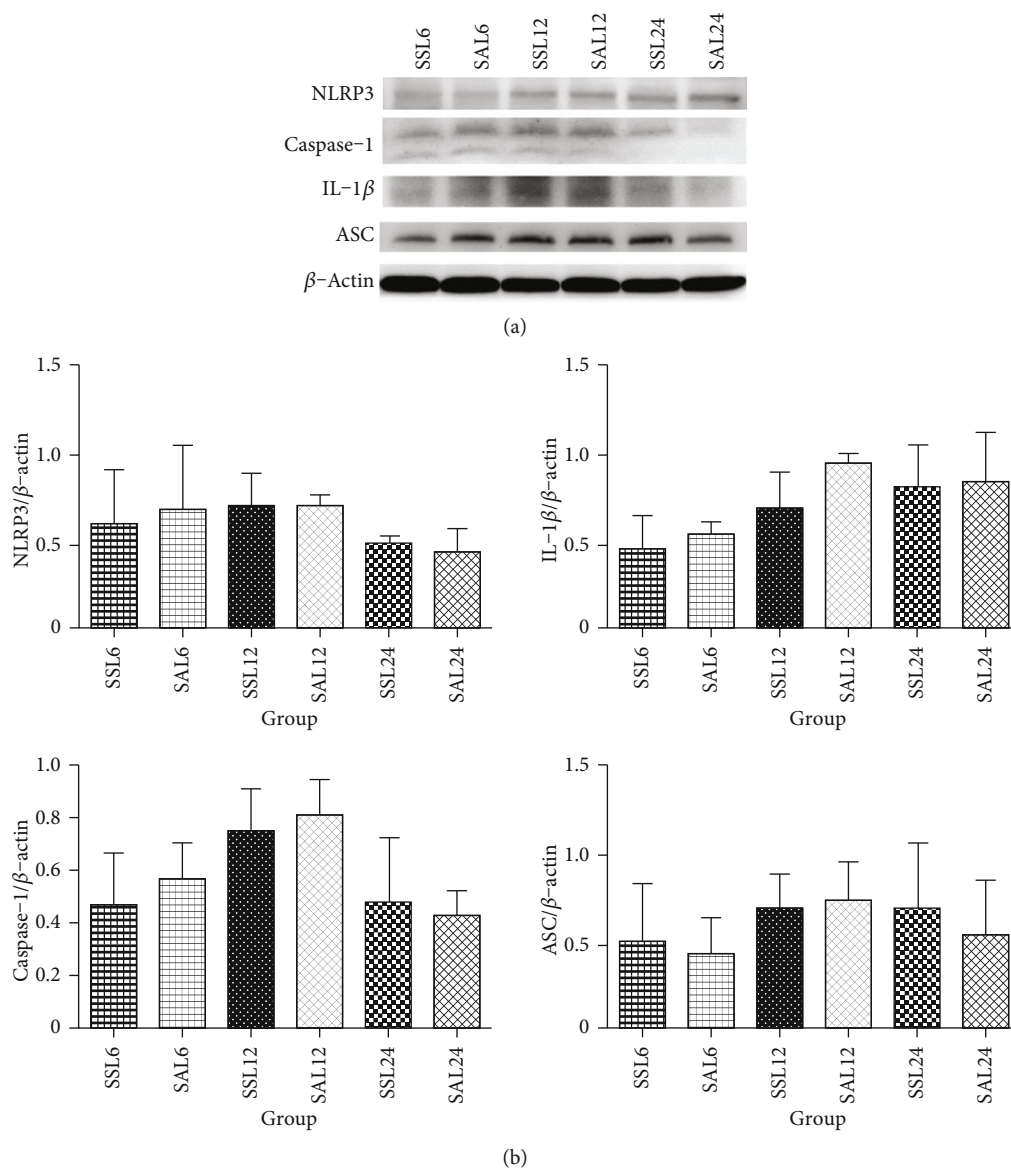 SSL6 SAL6 SSL12 SAL12 SSL24 SAL24
NLRP3
Caspase−1
IL−1β
ASC
β−Actin
(a)
NLRP3/β−actin
1.5
1.0
0.5
0
SSL6 SAL6 SSL12 SAL12 SSL24 SAL24
Group
IL−1β/β−actin
1.5
1.0
0.5
0
SSL6 SAL6 SSL12 SAL12 SSL24 SAL24
Group
Caspase−1/β−actin
1.0
0.8
0.6
0.4
0.2
0
SSL6 SAL6 SSL12 SAL12 SSL24 SAL24
Group
ASC/β−actin
1.5
1.0
0.5
0
SSL6 SAL6 SSL12 SAL12 SSL24 SAL24
Group
(b)